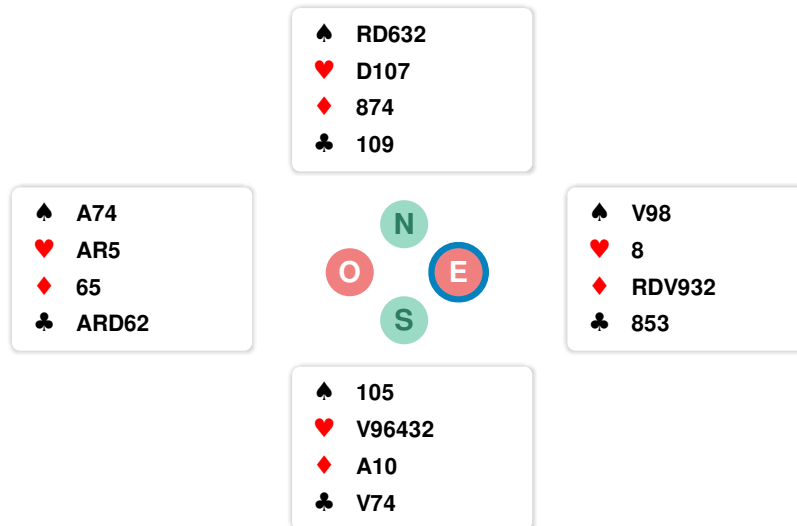 ♠ RD632
♥ D107
♦ 874
♣ 109
♠ A74
♥ AR5
♦ 65
♣ ARD62
N
O
E
S
♠ V98
♥ 8
♦ RDV932
♣ 853
♠ 105
♥ V96432
♦ A10
♣ V74